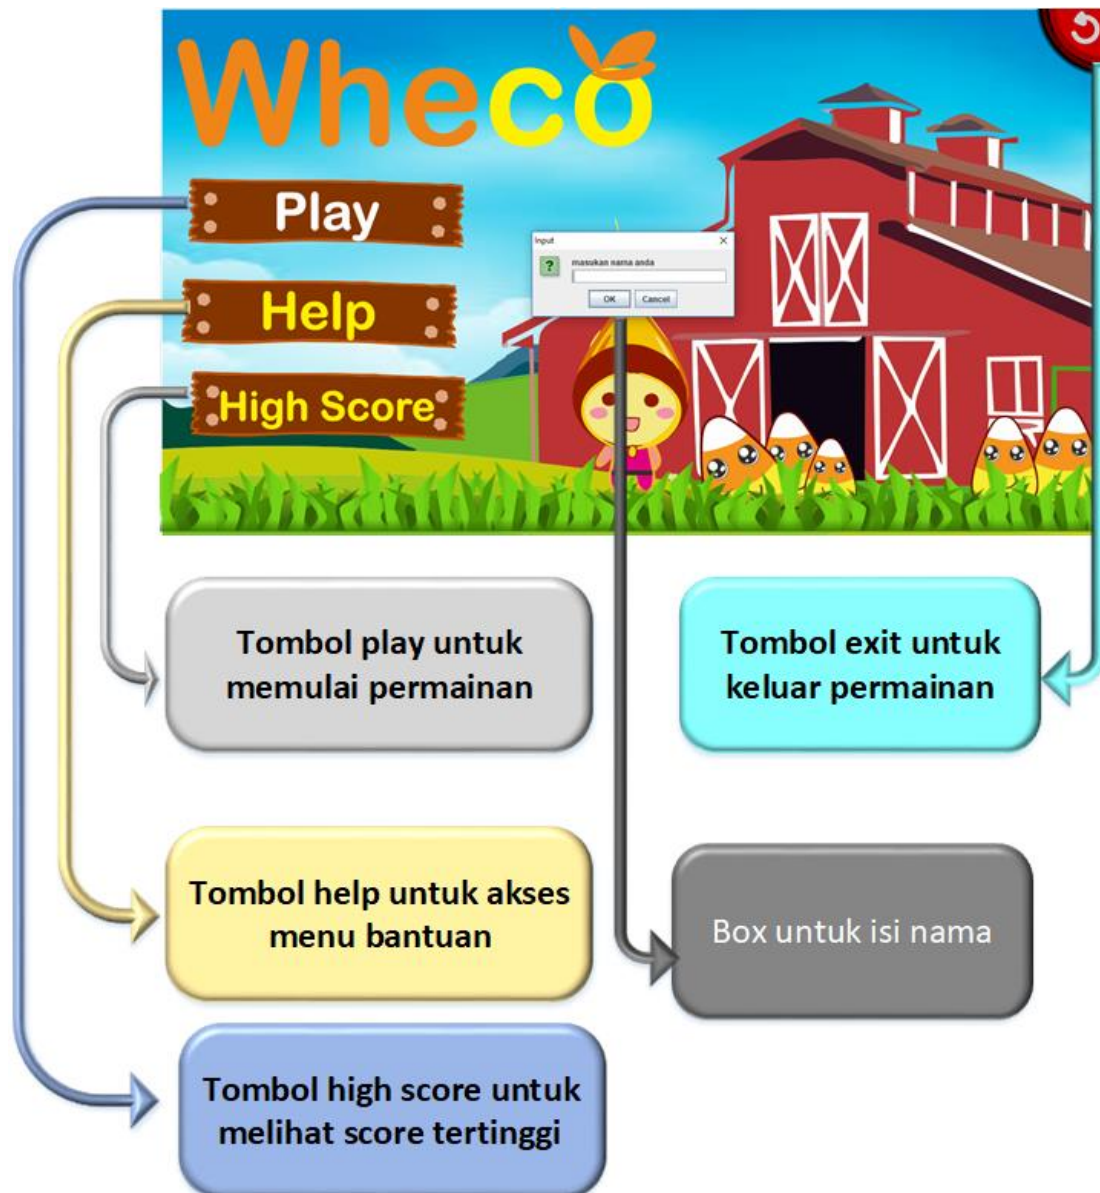 Wheco
Play
Input
masukan nama anda
OK Cancel
Help
High Score
Tombol play untuk
memulai permainan
Tombol exit untuk
keluar permainan
Tombol help untuk akses
menu bantuan
Box untuk isi nama
Tombol high score untuk
melihat score tertinggi